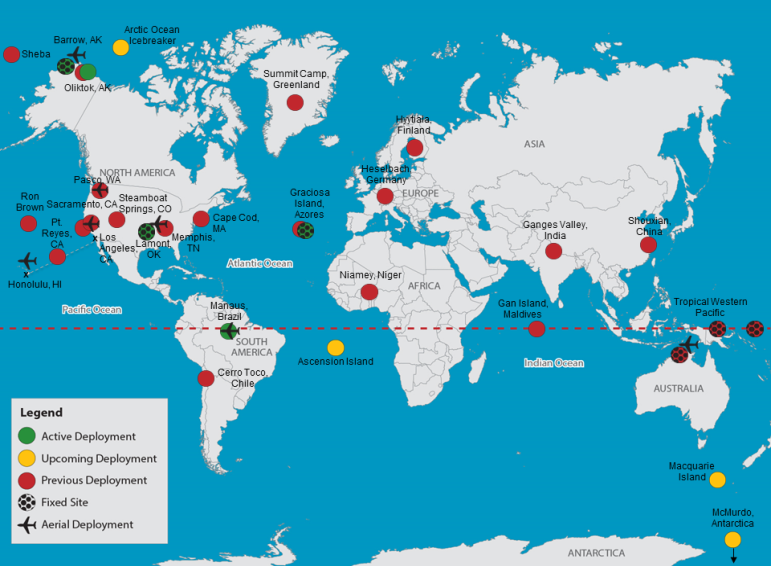 Arctic Ocean
Icebreaker
Barrow, AK
Sheba
Oliktok, AK
Summit Camp,
Greenland
Hyytiälä,
Finland
ASIA
NORTH AMERICA
Pasco, WA
Heselbach,
Germany
EUROPE
Ron
Brown
Sacramento, CA
Steamboat
Springs, CO
Graciosa
Island,
Azores
Pt.
Reyes,
CA
Cape Cod,
MA
Ganges Valley,
India
Shouxian,
China
Los
Angeles,
CA
x
Lamont,
OK
Memphis,
TN
Atlantic Ocean
x
Honolulu, HI
Niamey, Niger
AFRICA
Pacific Ocean
Manaus,
Brazil
Gan Island,
Maldives
Tropical Western
Pacific
SOUTH
AMERICA
Ascension Island
Indian Ocean
Cerro Toco,
Chile
AUSTRALIA
Legend
Active Deployment
Upcoming Deployment
Previous Deployment
Fixed Site
Aerial Deployment
Macquarie
Island
McMurdo,
Antarctica
ANTARCTICA